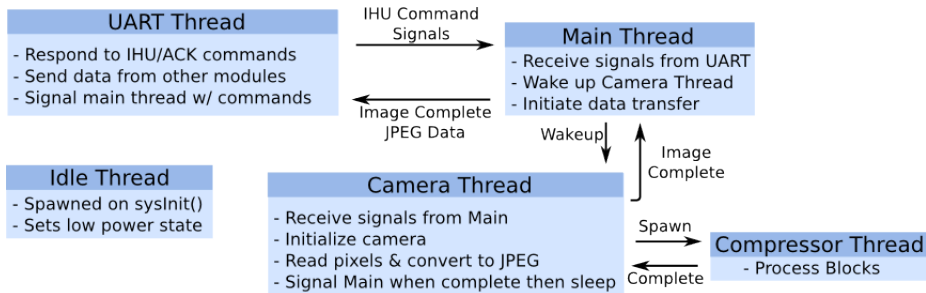 UART Thread
- Respond to IHU/ACK commands
- Send data from other modules
- Signal main thread w/ commands
IHU Command
Signals
Image Complete
JPEG Data
Main Thread
- Receive signals from UART
- Wake up Camera Thread
- Initiate data transfer
Wakeup
Image
Complete
Idle Thread
- Spawned on sysInit()
- Sets low power state
Camera Thread
- Receive signals from Main
- Initialize camera
- Read pixels & convert to JPEG
- Signal Main when complete then sleep
Spawn
Complete
Compressor Thread
- Process Blocks